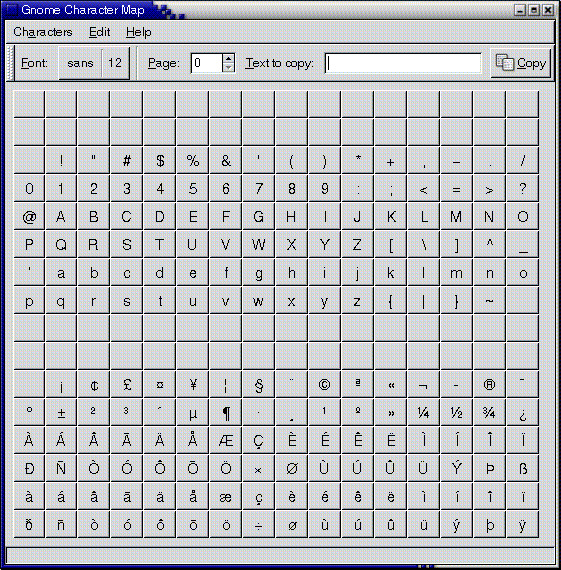 Gnome Character Map
Characters Edit Help
Font: sans 12 Page: 0 Text to copy: Copy
! " # $ % & ' ( ) * + , – . /
0 1 2 3 4 5 6 7 8 9 : ; < = > ?
@ A B C D E F G H I J K L M N O
P Q R S T U V W X Y Z [ \ ] ^ _
` a b c d e f g h i j k l m n o
p q r s t u v w x y z { | } ~
¡ ¢ £ ¤ ¥ ¦ § ¨ © ª « ¬ - ® ¯
° ± ² ³ ´ µ ¶ · ¸ ¹ º » ¼ ½ ¾ ¿
À Á Â Ã Ä Å Æ Ç È É Ê Ë Ì Í Î Ï
Ð Ñ Ò Ó Ô Õ Ö × Ø Ù Ú Û Ü Ý Þ ß
à á â ã ä å æ ç è é ê ë ì í î ï
ð ñ ò ó ô õ ö ÷ ø ù ú û ü ý þ ÿ